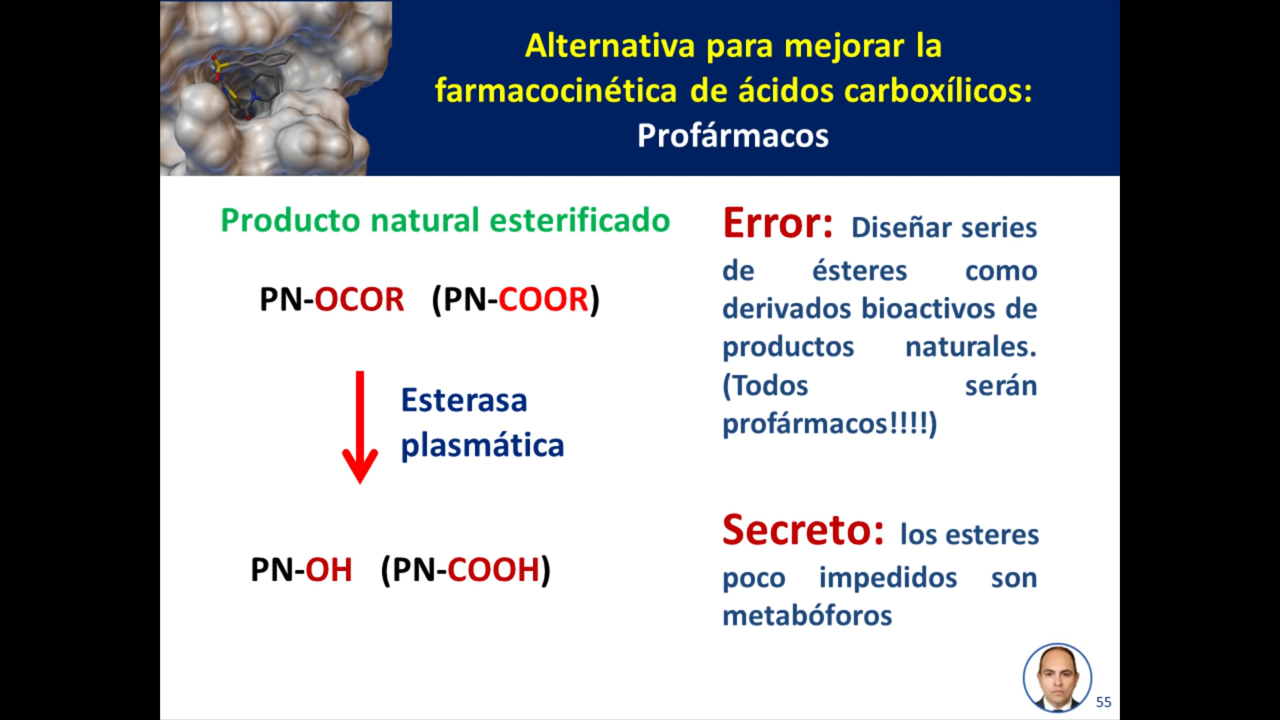 Alternativa para mejorar la
farmacocinética de ácidos carboxílicos:
Profármacos
Producto natural esterificado
PN-OCOR (PN-COOR)
Esterasa
plasmática
PN-OH (PN-COOH)
Error: Diseñar series
de ésteres como
derivados bioactivos de
productos naturales.
(Todos serán
profármacos!!!!)
Secreto: los esteres
poco impedidos son
metabóforos
55